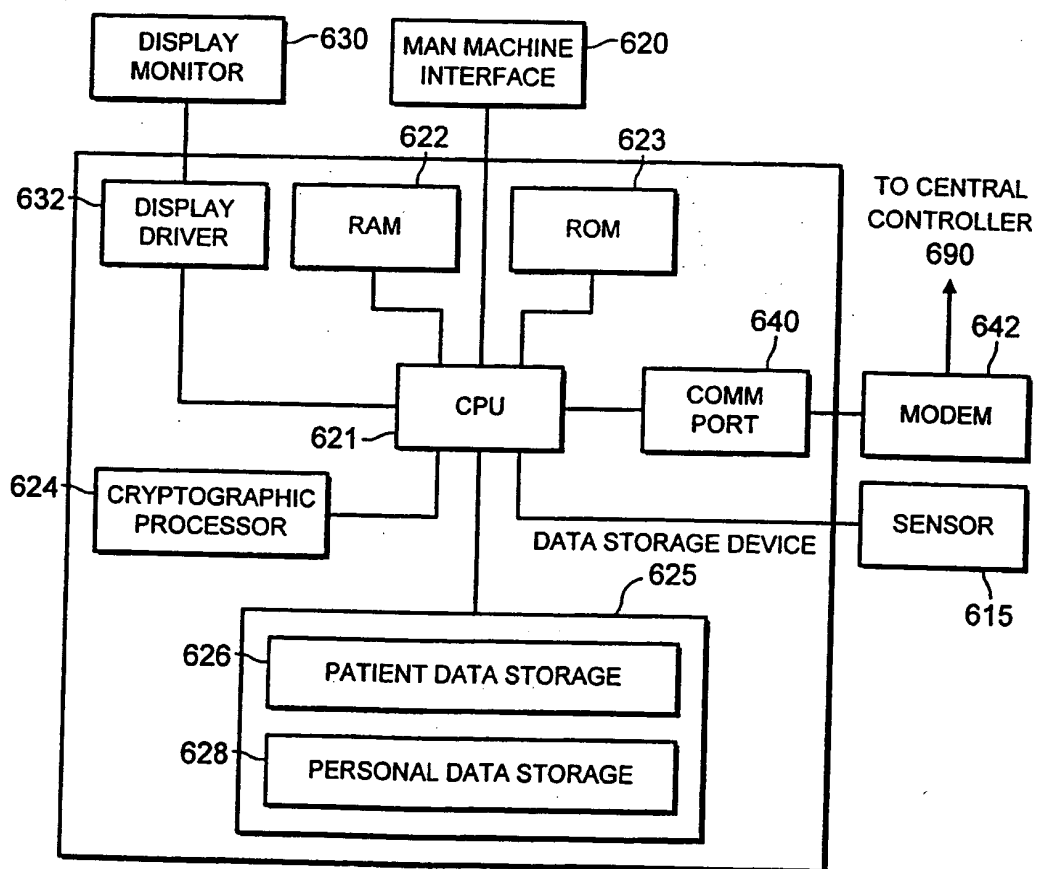 DISPLAY
MONITOR
630
MAN MACHINE
INTERFACE
620
622
623
632
DISPLAY
DRIVER
RAM
ROM
TO CENTRAL
CONTROLLER
690
640
642
CPU
621
COMM
PORT
MODEM
624
CRYPTOGRAPHIC
PROCESSOR
SENSOR
615
DATA STORAGE DEVICE
625
626
PATIENT DATA STORAGE
628
PERSONAL DATA STORAGE